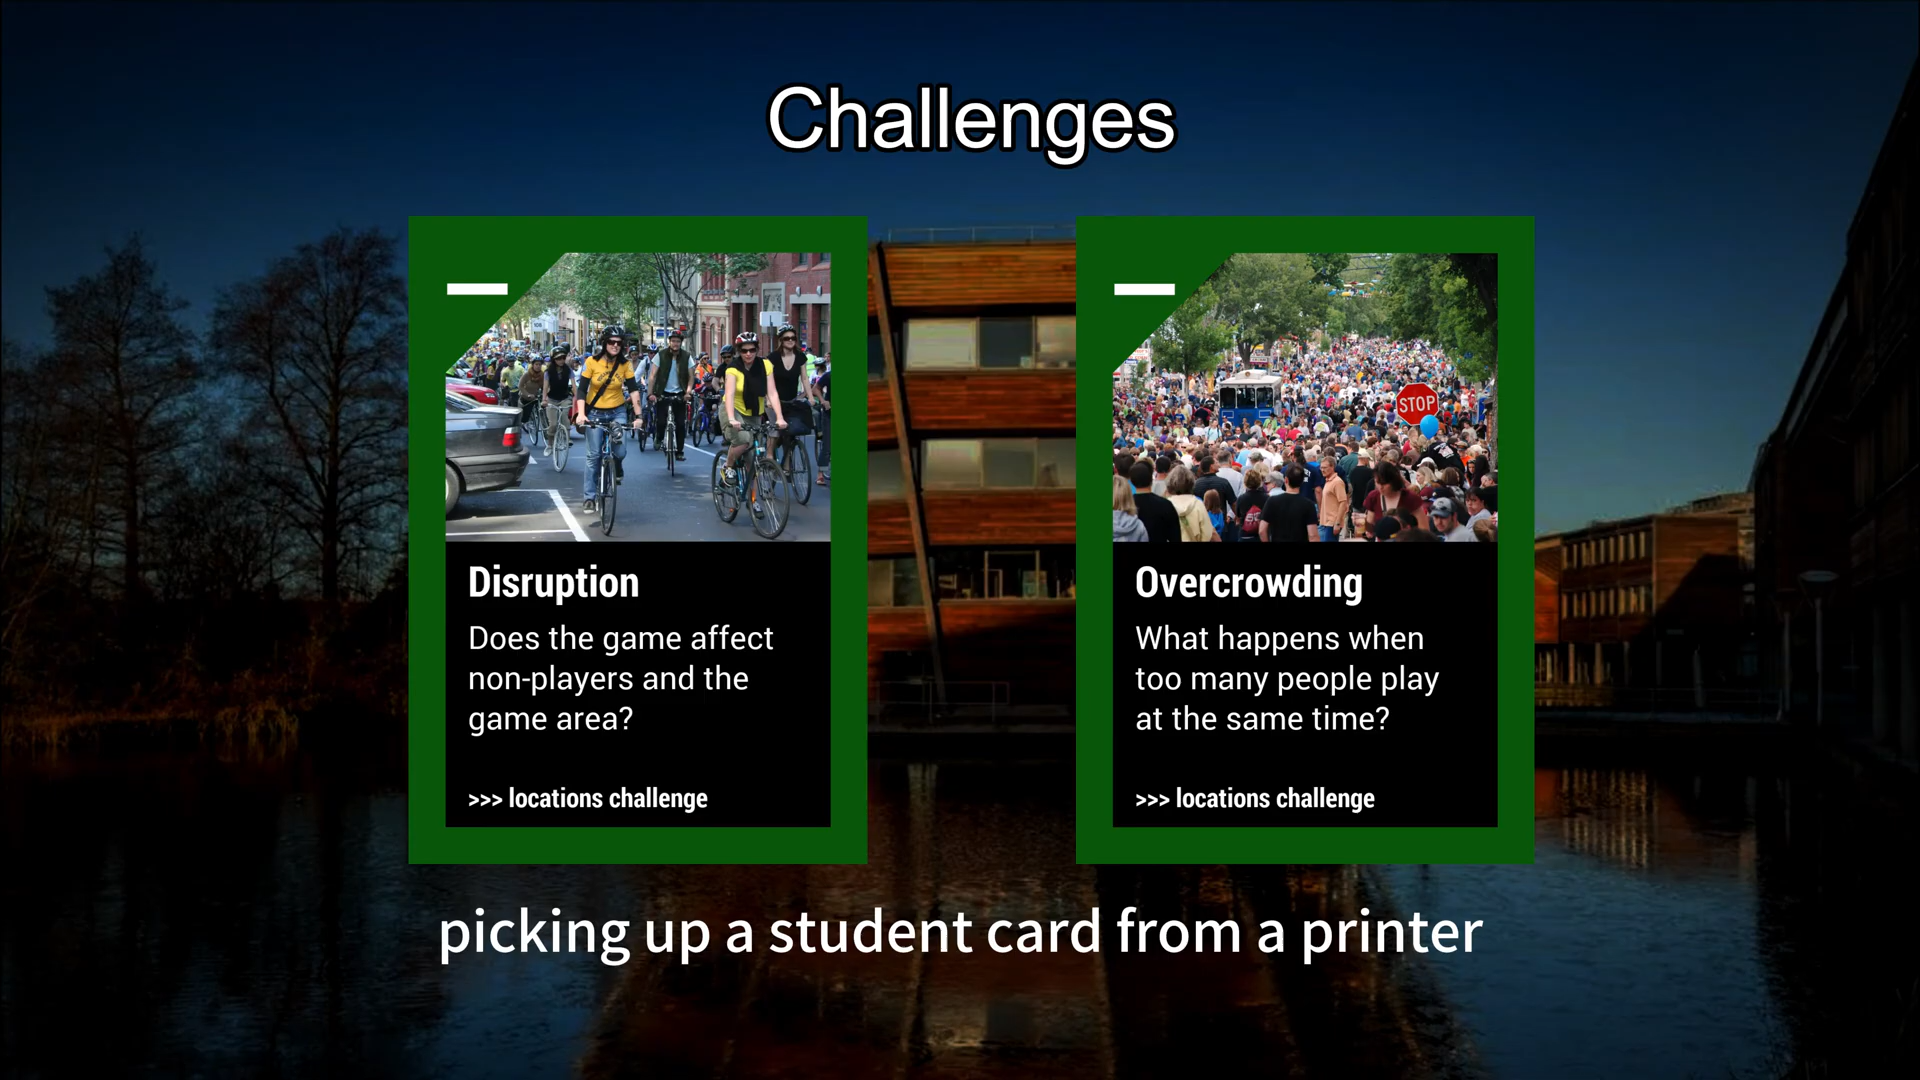 Challenges
STOP
Disruption
Does the game affect
non-players and the
game area?
>>> locations challenge
Overcrowding
What happens when
too many people play
at the same time?
>>> locations challenge
picking up a student card from a printer